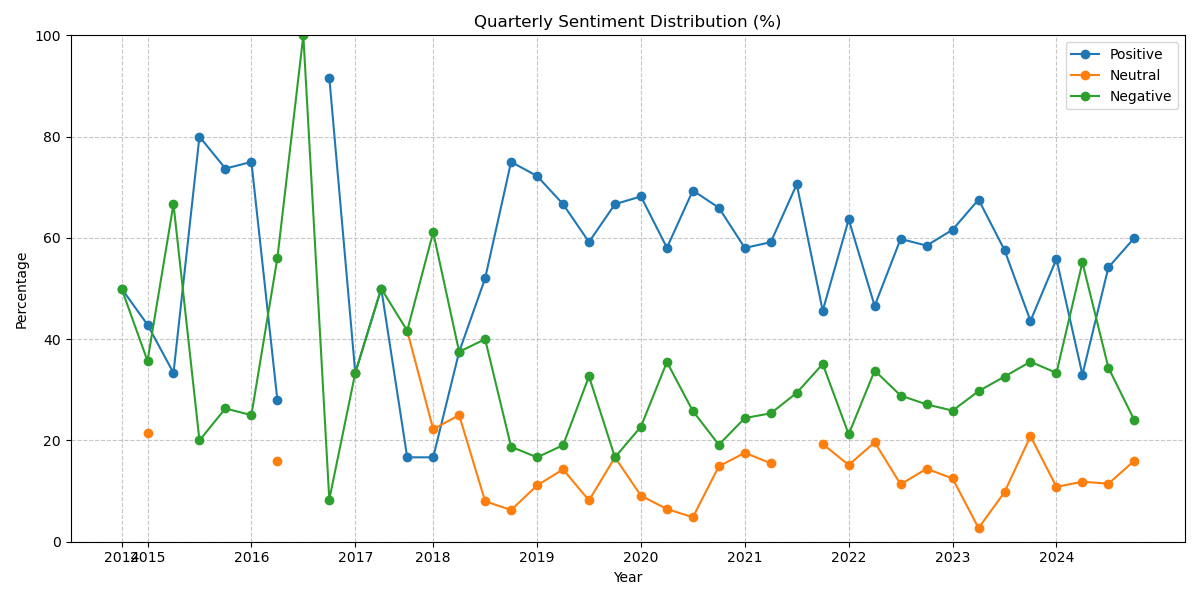 Quarterly Sentiment Distribution (%)
100
80
60
40
20
0
Percentage
Positive
Neutral
Negative
2014 2015 2016 2017 2018 2019 2020 2021 2022 2023 2024
Year